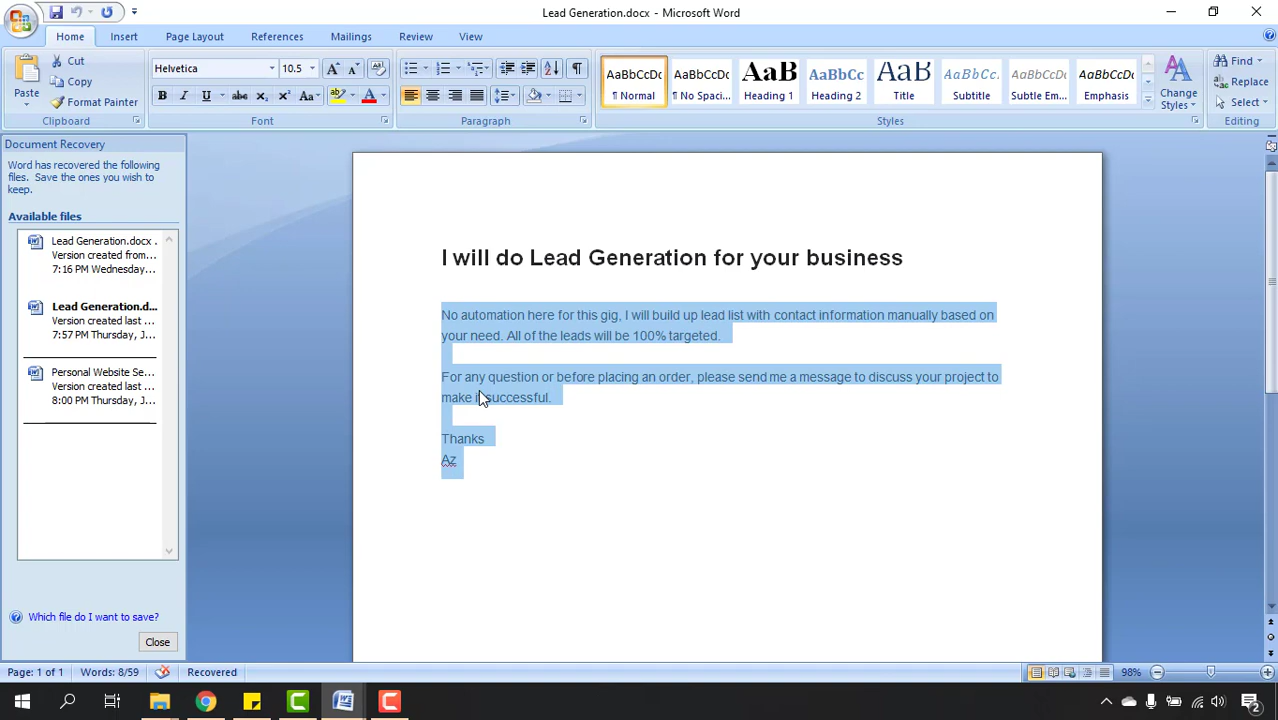 Lead Generation.docx - Microsoft Word
Home Insert Page Layout References Mailings Review View
Paste
Cut
Copy
Format Painter
Clipboard
Helvetica 10.5
B I U abc x₂ x² Aa
Font
Paragraph
AaBbCcDc AaBbCcDc AaB AaBbCc AaB AaBbCc. AaBbCcDc AaBbCcDc
¶ Normal ¶ No Spaci... Heading 1 Heading 2 Title Subtitle Subtle Em... Emphasis
Change
Styles
Styles
Find
Replace
Select
Editing
Document Recovery
Word has recovered the following
files. Save the ones you wish to
keep.
Available files
Lead Generation.docx .
Version created from...
7:16 PM Wednesday...
Lead Generation.d...
Version created last ...
7:57 PM Thursday, J...
Personal Website Se...
Version created last ...
8:00 PM Thursday, J...
Which file do I want to save?
Close
I will do Lead Generation for your business
No automation here for this gig, I will build up lead list with contact information manually based on
your need. All of the leads will be 100% targeted.
For any question or before placing an order, please send me a message to discuss your project to
make it successful.
Thanks
Az
Page: 1 of 1 Words: 8/59 Recovered 98%
2